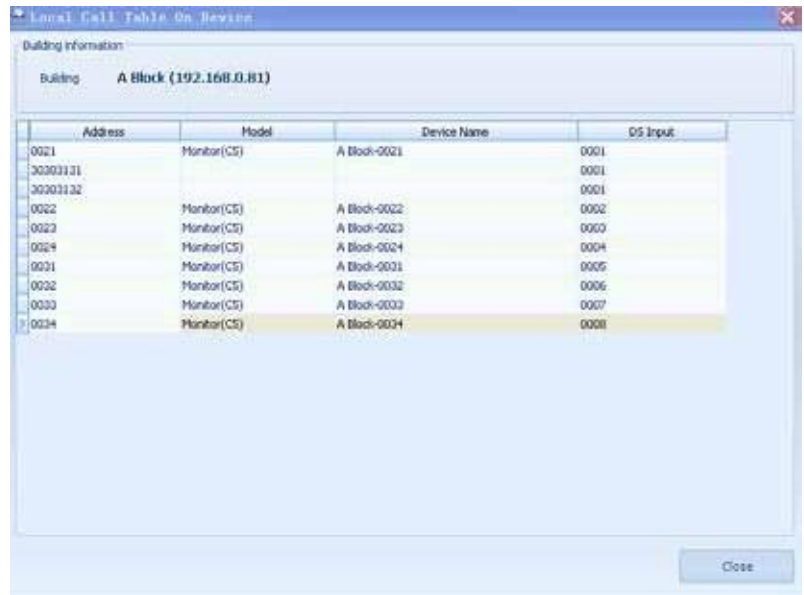 Local Call Table On Device
Building information
Building A Block (192.168.0.81)
Address Model Device Name DS Input
0021 Monitor(CS) A Block-0021 0001
30303131 0001
30303132 0001
0022 Monitor(CS) A Block-0022 0002
0023 Monitor(CS) A Block-0023 0003
0024 Monitor(CS) A Block-0024 0004
0031 Monitor(CS) A Block-0031 0005
0032 Monitor(CS) A Block-0032 0006
0033 Monitor(CS) A Block-0033 0007
0034 Monitor(CS) A Block-0034 0008
Close